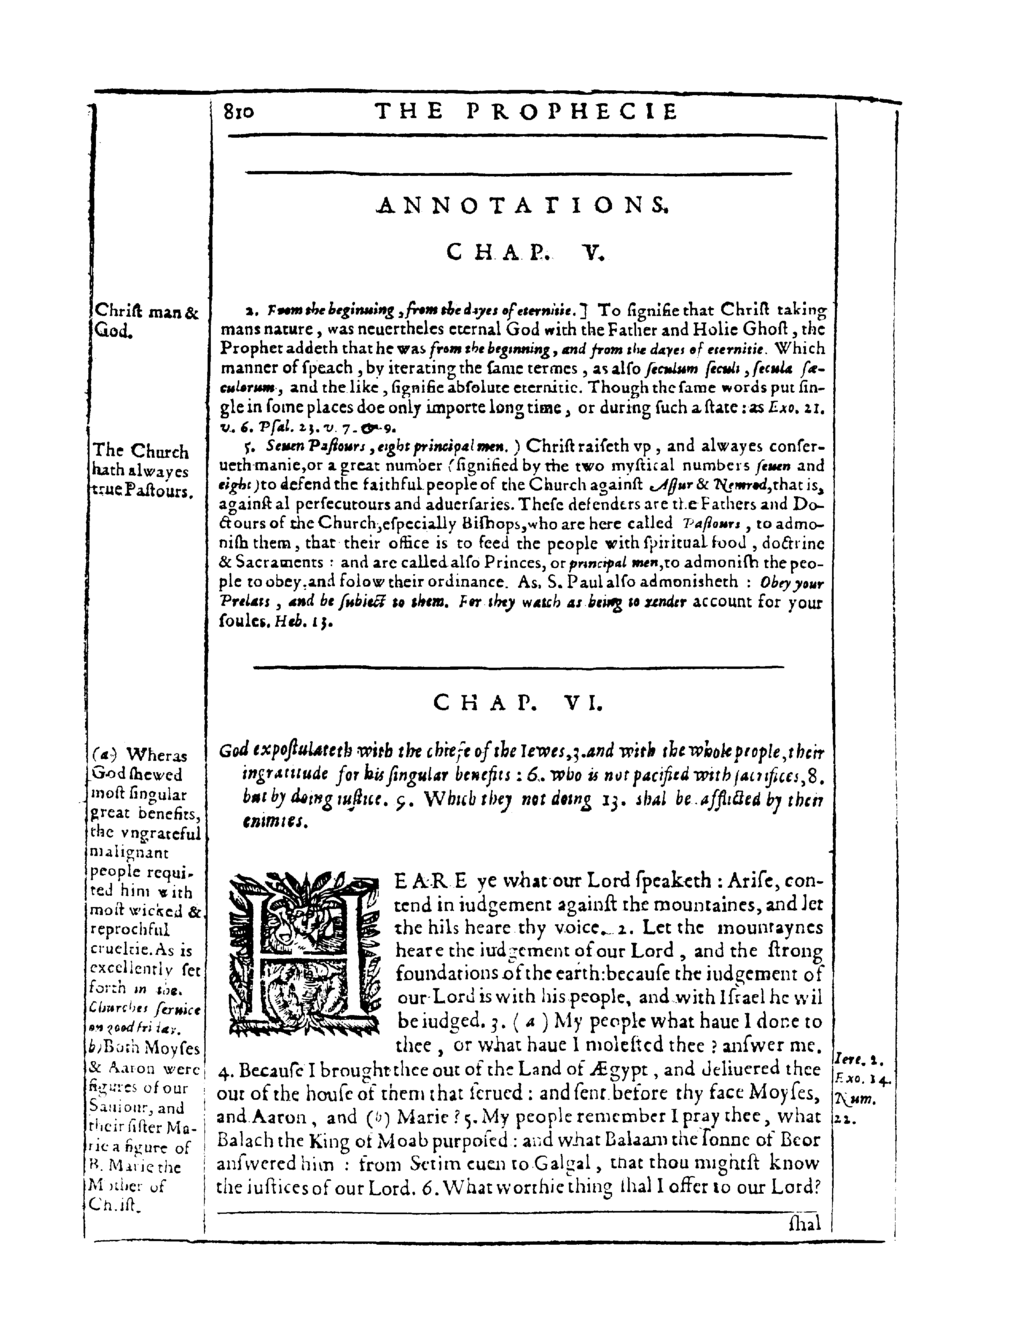 810 THE PROPHECIE
ANNOTATIONS.
CHAP. V.
Chriſt man &
God.
2. From the beginning, from the dayes of eternitie. ] To ſignifie that Chriſt taking
mans nature, was neuertheles eternal God with the Father and Holie Ghoſt, the
Prophet addeth that he was from the beginning, and from the dayes of eternitie. Which
manner of ſpeach, by iterating the ſame termes, as alſo ſeculum ſeculi, ſecula ſæ-
culorum, and the like, ſignifie abſolute eternitie. Though the ſame words put ſin-
gle in ſome places doe only importe long time, or during ſuch a ſtate: as Exo. 21.
v. 6. Pſal. 23. v. 7. & 9.
The Church
hath alwayes
true Paſtours.
5. Seuen Paſtours, eight principal men. ) Chriſt raiſeth vp, and alwayes conſer-
ueth manie, or a great number (ſignified by the two myſtical numbers ſeuen and
eight) to defend the faithful people of the Church againſt Aſſur & Nemrod, that is,
againſt al perſecutours and aduerſaries. Theſe defenders are the Fathers and Do-
ctours of the Church, eſpecially Biſhops, who are here called Paſtours, to admo-
niſh them, that their office is to feed the people with ſpiritual food, doctrine
& Sacraments: and are called alſo Princes, or principal men, to admoniſh the peo-
ple to obey, and folow their ordinance. As, S. Paul alſo admonisheth: Obey your
Prelats, and be ſubiect to them. For they watch as being to render account for your
ſoules. Heb. 13.
CHAP. VI.
God expoſtulateth with the chiefe of the Iewes, 3. and with the whole people, their
ingratitude for his ſingular benefits: 6. who is not pacified with ſacrifices, 8.
but by doing iuſtice. 9. Which they not doing 13. shal be afflicted by their
enimies.
(a) Wheras
God ſhewed
moſt ſingular
great benefits,
the vngrateful
malignant
people requi-
ted him with
moſt wicked &
reprochful
crueltie. As is
excellently ſet
forth in the
Churches ſeruice
on good friday.
b) Both Moyſes
& Aaron were
figures of our
Sauiour, and
their ſiſter Ma-
rie a figure of
B. Marie the
Mother of
Chiſt.
HEARE ye what our Lord ſpeaketh: Ariſe, con-
tend in iudgement againſt the mountaines, and let
the hils heare thy voice. 2. Let the mountaynes
heare the iudgement of our Lord, and the ſtrong
foundations of the earth: becauſe the iudgement of
our Lord is with his people, and with Iſrael he wil
be iudged. 3. (a) My people what haue I done to
thee, or what haue I moleſted thee? anſwer me.
4. Becauſe I brought thee out of the Land of Ægypt, and deliuered thee
out of the houſe of them that ſerued: and ſent before thy face Moyſes,
and Aaron, and (b) Marie? 5. My people remember I pray thee, what
Balach the King of Moab purpoſed: and what Balaam the ſonne of Beor
anſwered him: from Setim euen to Galgal, that thou mightſt know
the iuſtices of our Lord. 6. What worthie thing ſhal I offer to our Lord?
Iere. 2.
Exo. 14.
Num.
22.
ſhal